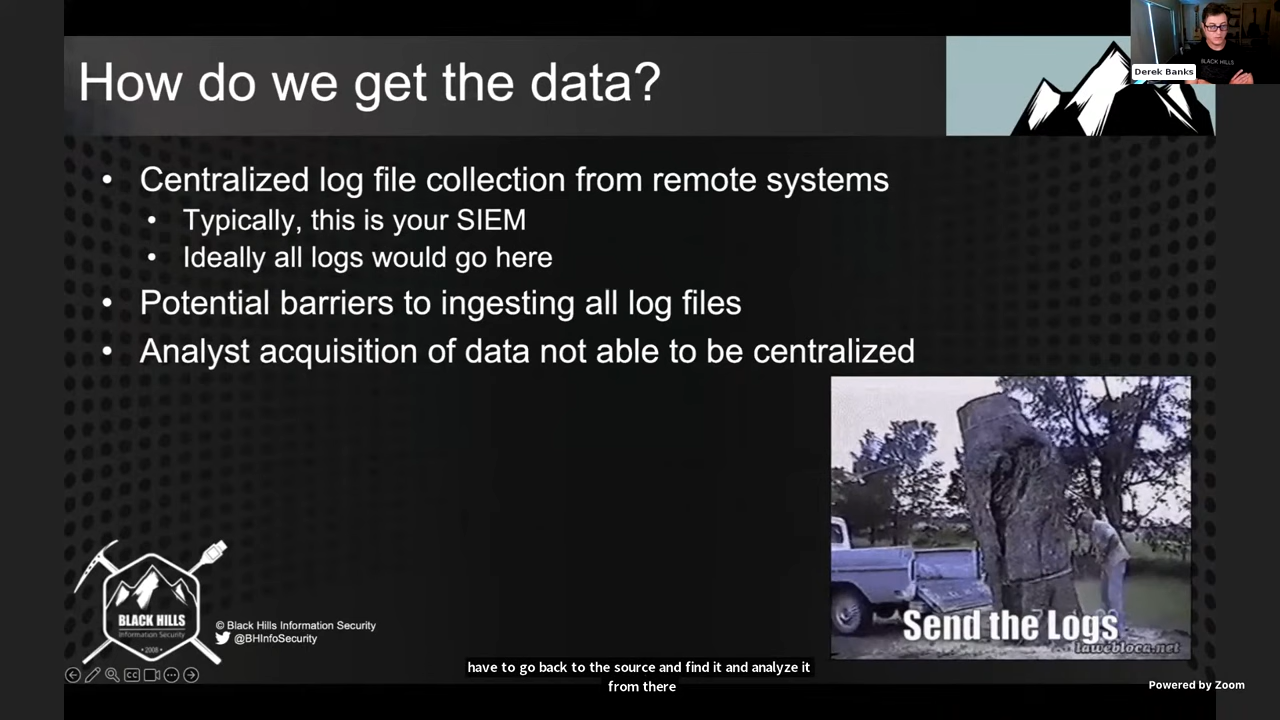 How do we get the data?
BLACK HILLS
Derek Banks
• Centralized log file collection from remote systems
• Typically, this is your SIEM
• Ideally all logs would go here
• Potential barriers to ingesting all log files
• Analyst acquisition of data not able to be centralized
Send the Logs
lawebloca.net
BLACK HILLS
Information Security
• 2008 •
© Black Hills Information Security
@BHInfoSecurity
CC
have to go back to the source and find it and analyze it
from there
Powered by Zoom